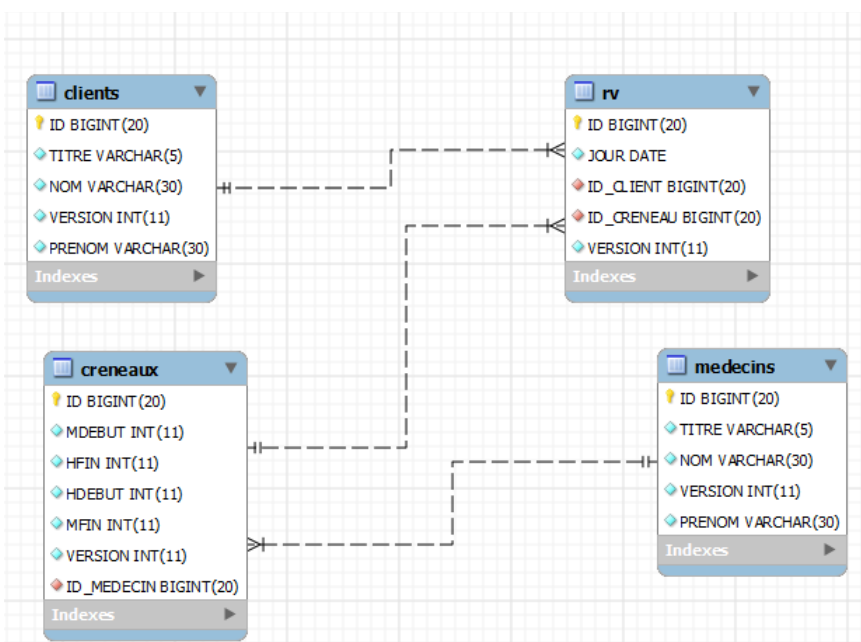 clients
ID BIGINT(20)
TITRE VARCHAR(5)
NOM VARCHAR(30)
VERSION INT(11)
PRENOM VARCHAR(30)
Indexes
rv
ID BIGINT(20)
JOUR DATE
ID_CLIENT BIGINT(20)
ID_CRENEAU BIGINT(20)
VERSION INT(11)
Indexes
creneaux
ID BIGINT(20)
MDEBUT INT(11)
HFIN INT(11)
HDEBUT INT(11)
MFIN INT(11)
VERSION INT(11)
ID_MEDECIN BIGINT(20)
Indexes
medecins
ID BIGINT(20)
TITRE VARCHAR(5)
NOM VARCHAR(30)
VERSION INT(11)
PRENOM VARCHAR(30)
Indexes